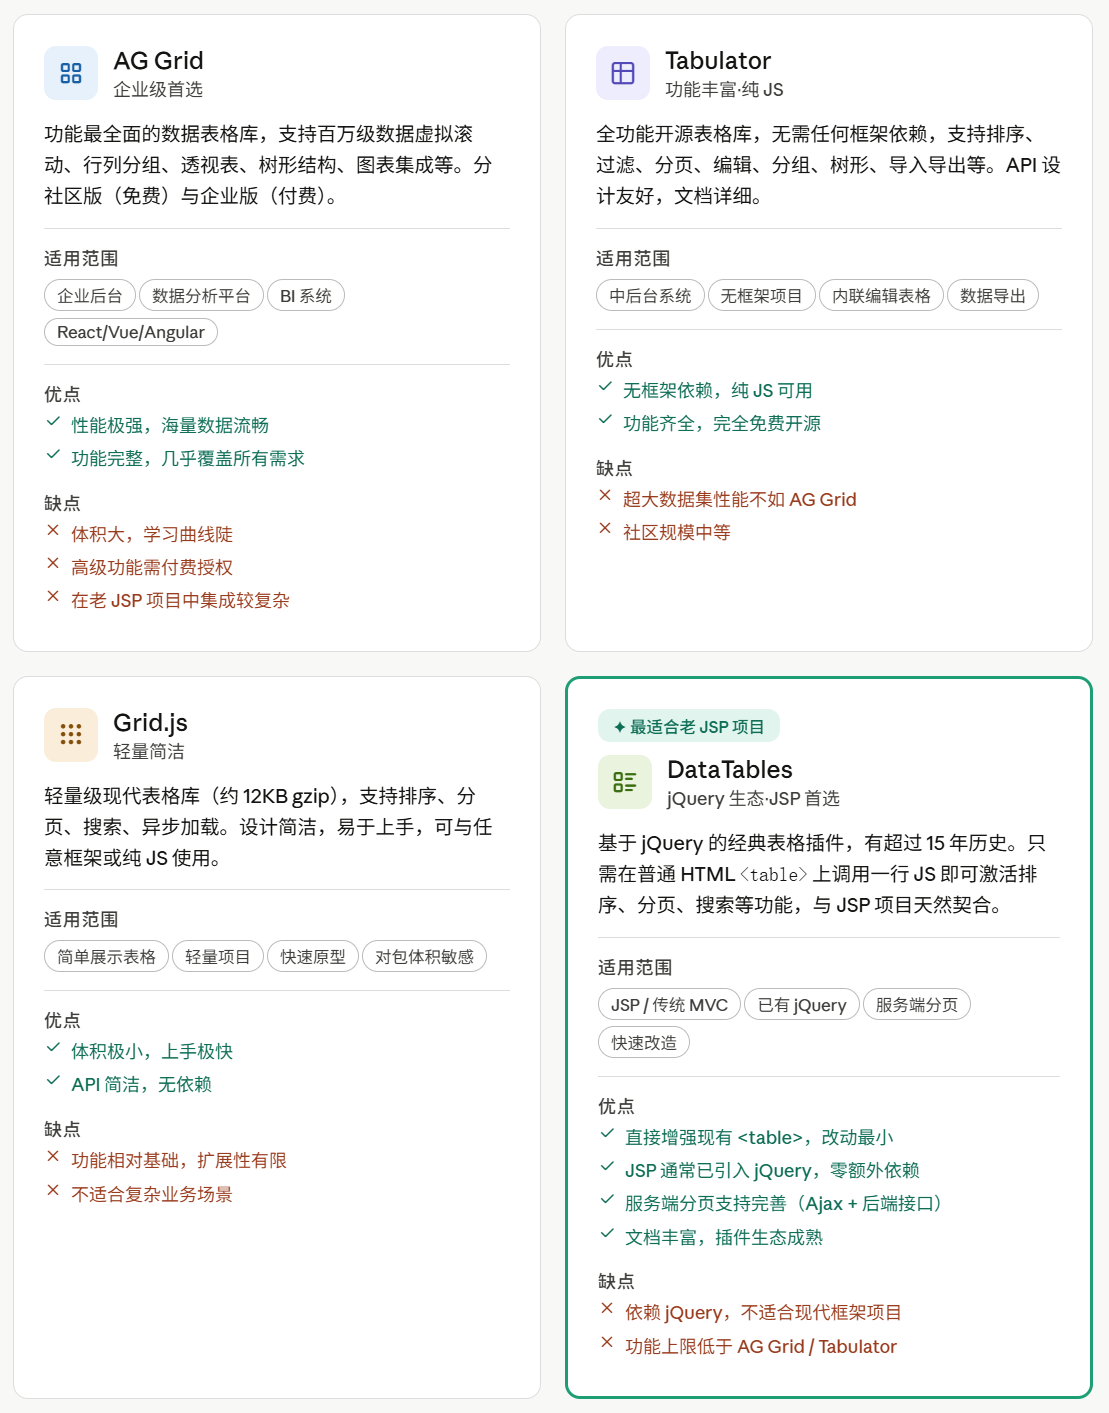 AG Grid
企业级首选
功能最全面的数据表格库，支持百万级数据虚拟滚
动、行列分组、透视表、树形结构、图表集成等。分
社区版（免费）与企业版（付费）。
适用范围
企业后台 数据分析平台 BI 系统
React/Vue/Angular
优点
性能极强，海量数据流畅
功能完整，几乎覆盖所有需求
缺点
体积大，学习曲线陡
高级功能需付费授权
在老 JSP 项目中集成较复杂
Tabulator
功能丰富·纯 JS
全功能开源表格库，无需任何框架依赖，支持排序、
过滤、分页、编辑、分组、树形、导入导出等。API 设
计友好，文档详细。
适用范围
中后台系统 无框架项目 内联编辑表格 数据导出
优点
无框架依赖，纯 JS 可用
功能齐全，完全免费开源
缺点
超大数据集性能不如 AG Grid
社区规模中等
Grid.js
轻量简洁
轻量级现代表格库（约 12KB gzip），支持排序、分
页、搜索、异步加载。设计简洁，易于上手，可与任
意框架或纯 JS 使用。
适用范围
简单展示表格 轻量项目 快速原型 对包体积敏感
优点
体积极小，上手极快
API 简洁，无依赖
缺点
功能相对基础，扩展性有限
不适合复杂业务场景
✦ 最适合老 JSP 项目
DataTables
jQuery 生态·JSP 首选
基于 jQuery 的经典表格插件，有超过 15 年历史。只
需在普通 HTML <table> 上调用一行 JS 即可激活排
序、分页、搜索等功能，与 JSP 项目天然契合。
适用范围
JSP / 传统 MVC 已有 jQuery 服务端分页
快速改造
优点
直接增强现有 <table>，改动最小
JSP 通常已引入 jQuery，零额外依赖
服务端分页支持完善（Ajax + 后端接口）
文档丰富，插件生态成熟
缺点
依赖 jQuery，不适合现代框架项目
功能上限低于 AG Grid / Tabulator